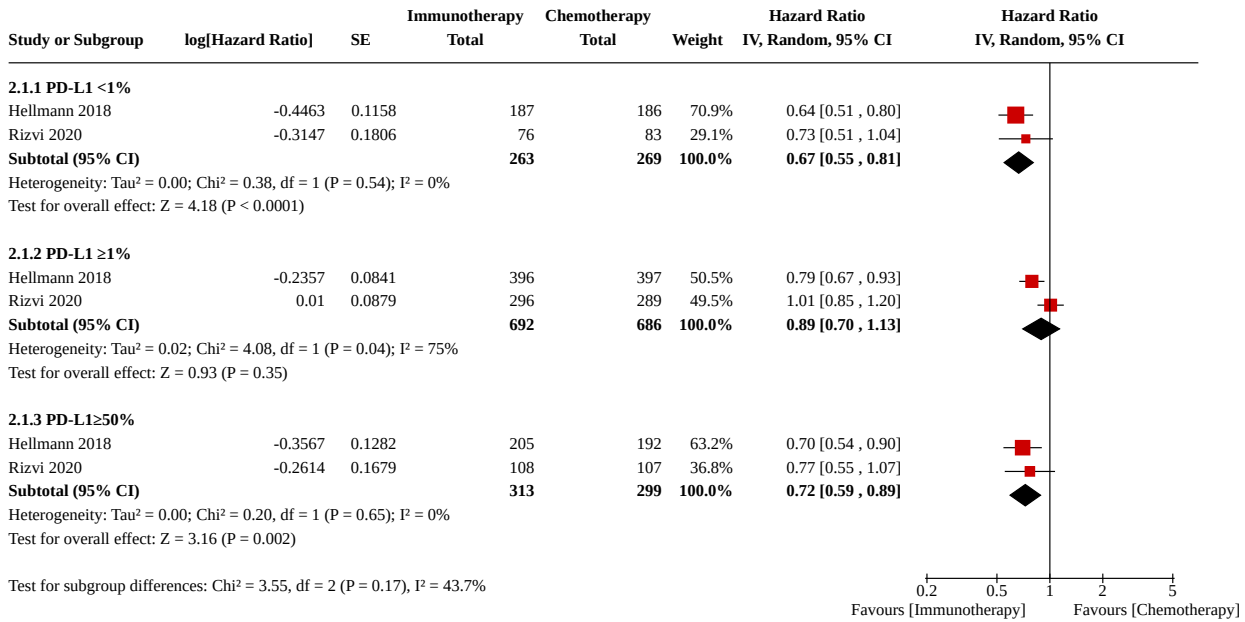 Immunotherapy Chemotherapy Hazard Ratio Hazard Ratio
Study or Subgroup log[Hazard Ratio] SE Total Total Weight IV, Random, 95% CI IV, Random, 95% CI
2.1.1 PD-L1 <1%
Hellmann 2018 -0.4463 0.1158 187 186 70.9% 0.64 [0.51 , 0.80]
Rizvi 2020 -0.3147 0.1806 76 83 29.1% 0.73 [0.51 , 1.04]
Subtotal (95% CI) 263 269 100.0% 0.67 [0.55 , 0.81]
Heterogeneity: Tau² = 0.00; Chi² = 0.38, df = 1 (P = 0.54); I² = 0%
Test for overall effect: Z = 4.18 (P < 0.0001)
2.1.2 PD-L1 ≥1%
Hellmann 2018 -0.2357 0.0841 396 397 50.5% 0.79 [0.67 , 0.93]
Rizvi 2020 0.01 0.0879 296 289 49.5% 1.01 [0.85 , 1.20]
Subtotal (95% CI) 692 686 100.0% 0.89 [0.70 , 1.13]
Heterogeneity: Tau² = 0.02; Chi² = 4.08, df = 1 (P = 0.04); I² = 75%
Test for overall effect: Z = 0.93 (P = 0.35)
2.1.3 PD-L1≥50%
Hellmann 2018 -0.3567 0.1282 205 192 63.2% 0.70 [0.54 , 0.90]
Rizvi 2020 -0.2614 0.1679 108 107 36.8% 0.77 [0.55 , 1.07]
Subtotal (95% CI) 313 299 100.0% 0.72 [0.59 , 0.89]
Heterogeneity: Tau² = 0.00; Chi² = 0.20, df = 1 (P = 0.65); I² = 0%
Test for overall effect: Z = 3.16 (P = 0.002)
Test for subgroup differences: Chi² = 3.55, df = 2 (P = 0.17), I² = 43.7%
0.2 0.5 1 2 5
Favours [Immunotherapy] Favours [Chemotherapy]